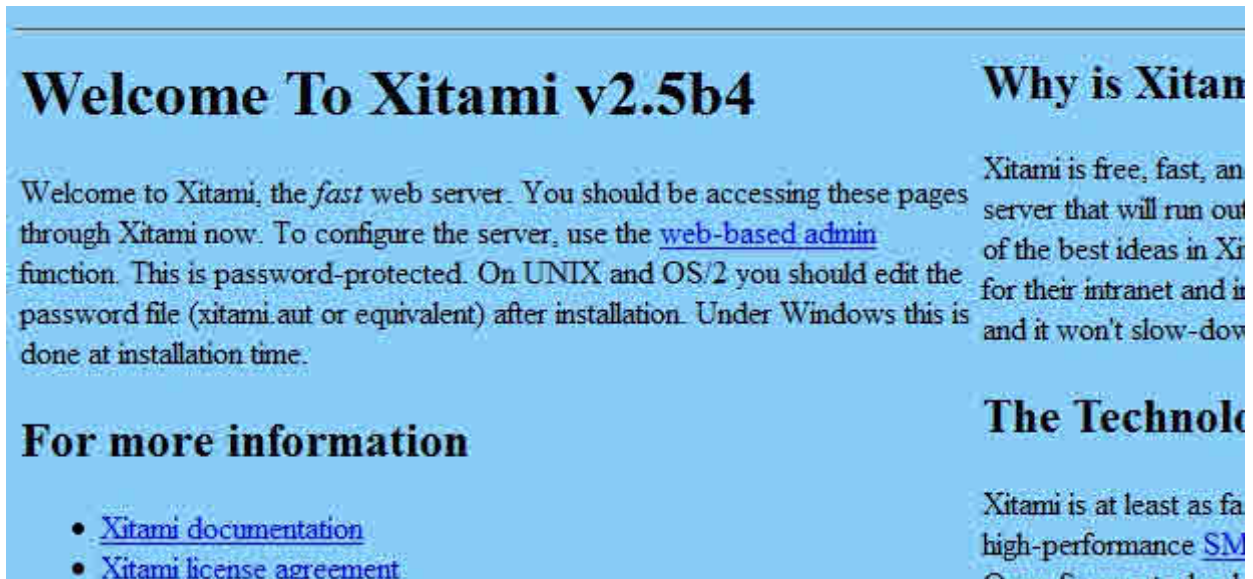 Welcome To Xitami v2.5b4
Welcome to Xitami, the fast web server. You should be accessing these pages
through Xitami now. To configure the server, use the web-based admin
function. This is password-protected. On UNIX and OS/2 you should edit the
password file (xitami.aut or equivalent) after installation. Under Windows this is
done at installation time.
For more information
Xitami documentation
Xitami license agreement
Why is Xitam
Xitami is free, fast, an
server that will run out
of the best ideas in Xi
for their intranet and i
and it won't slow-dow
The Technolo
Xitami is at least as fa
high-performance SM